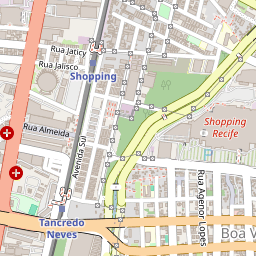 Rua Jaticy
Rua Jalisco
Shopping
Shopping
Recife
Rua Almeida
Avenida Sul
Rua Agenor Lopes
Tancredo
Neves
Boa V